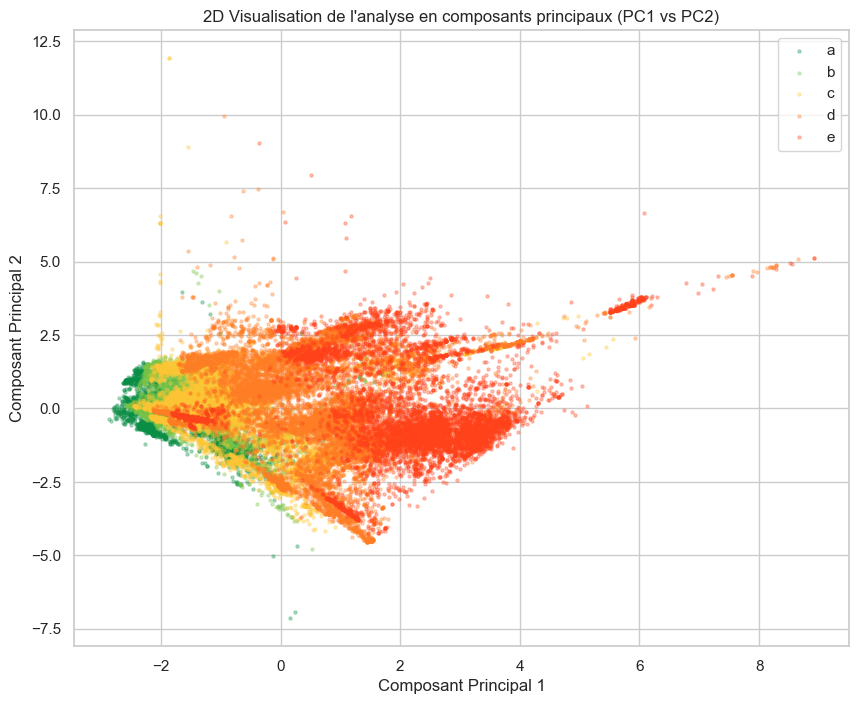 2D Visualisation de l'analyse en composants principaux (PC1 vs PC2)
a
b
c
d
e
12.5
10.0
7.5
5.0
2.5
0.0
−2.5
−5.0
−7.5
Composant Principal 2
−2
0
2
4
6
8
Composant Principal 1